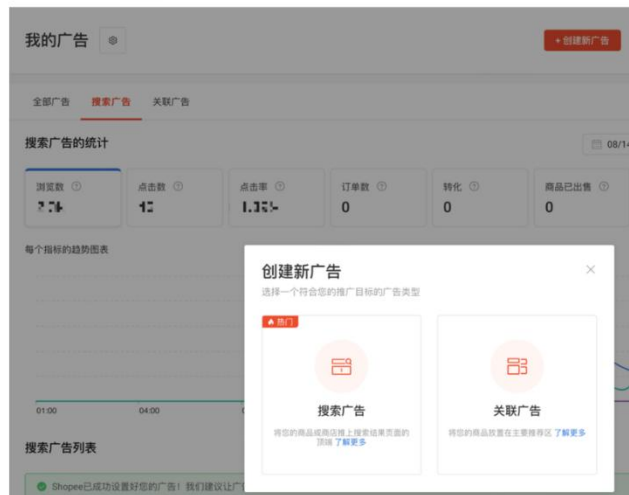 我的广告
+ 创建新广告
全部广告 搜索广告 关联广告
搜索广告的统计
08/14
浏览数 点击数 点击率 订单数 转化 商品已出售
0 0 0
每个指标的趋势图表
创建新广告
选择一个符合您的推广目标的广告类型
热门
搜索广告
将您的商品或商店推上搜索结果页面的
顶端 了解更多
关联广告
将您的商品放置在主要推荐区 了解更多
01:00 04:00
搜索广告列表
Shopee已成功设置好您的广告！我们建议让广